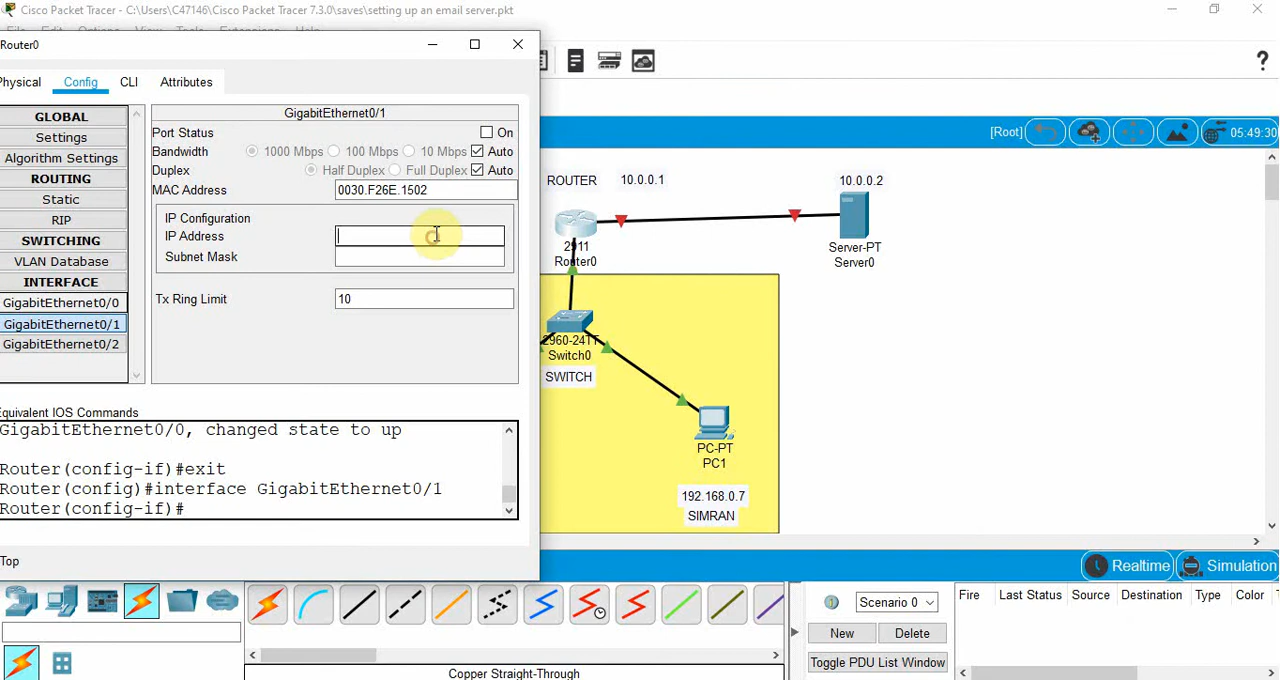 Cisco Packet Tracer - C:\Users\C47146\Cisco Packet Tracer 7.3.0\saves\setting up an email server.pkt
Router0
Physical Config CLI Attributes
GLOBAL
Settings
Algorithm Settings
ROUTING
Static
RIP
SWITCHING
VLAN Database
INTERFACE
GigabitEthernet0/0
GigabitEthernet0/1
GigabitEthernet0/2
GigabitEthernet0/1
Port Status On
Bandwidth 1000 Mbps 100 Mbps 10 Mbps Auto
Duplex Half Duplex Full Duplex Auto
MAC Address 0030.F26E.1502
IP Configuration
IP Address
Subnet Mask
Tx Ring Limit 10
Equivalent IOS Commands
GigabitEthernet0/0, changed state to up
Router(config-if)#exit
Router(config)#interface GigabitEthernet0/1
Router(config-if)#
Top
?
[Root] 05:49:30
ROUTER 10.0.0.1 10.0.0.2
2911
Router0
Server-PT
Server0
2960-24TT
Switch0
SWITCH
PC-PT
PC1
192.168.0.7
SIMRAN
Realtime Simulation
Scenario 0
New Delete
Toggle PDU List Window
Fire Last Status Source Destination Type Color
Copper Straight-Through